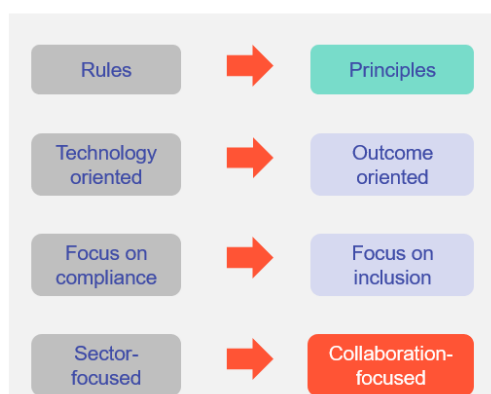 Rules
Principles
Technology
oriented
Outcome
oriented
Focus on
compliance
Focus on
inclusion
Sector-
focused
Collaboration-
focused